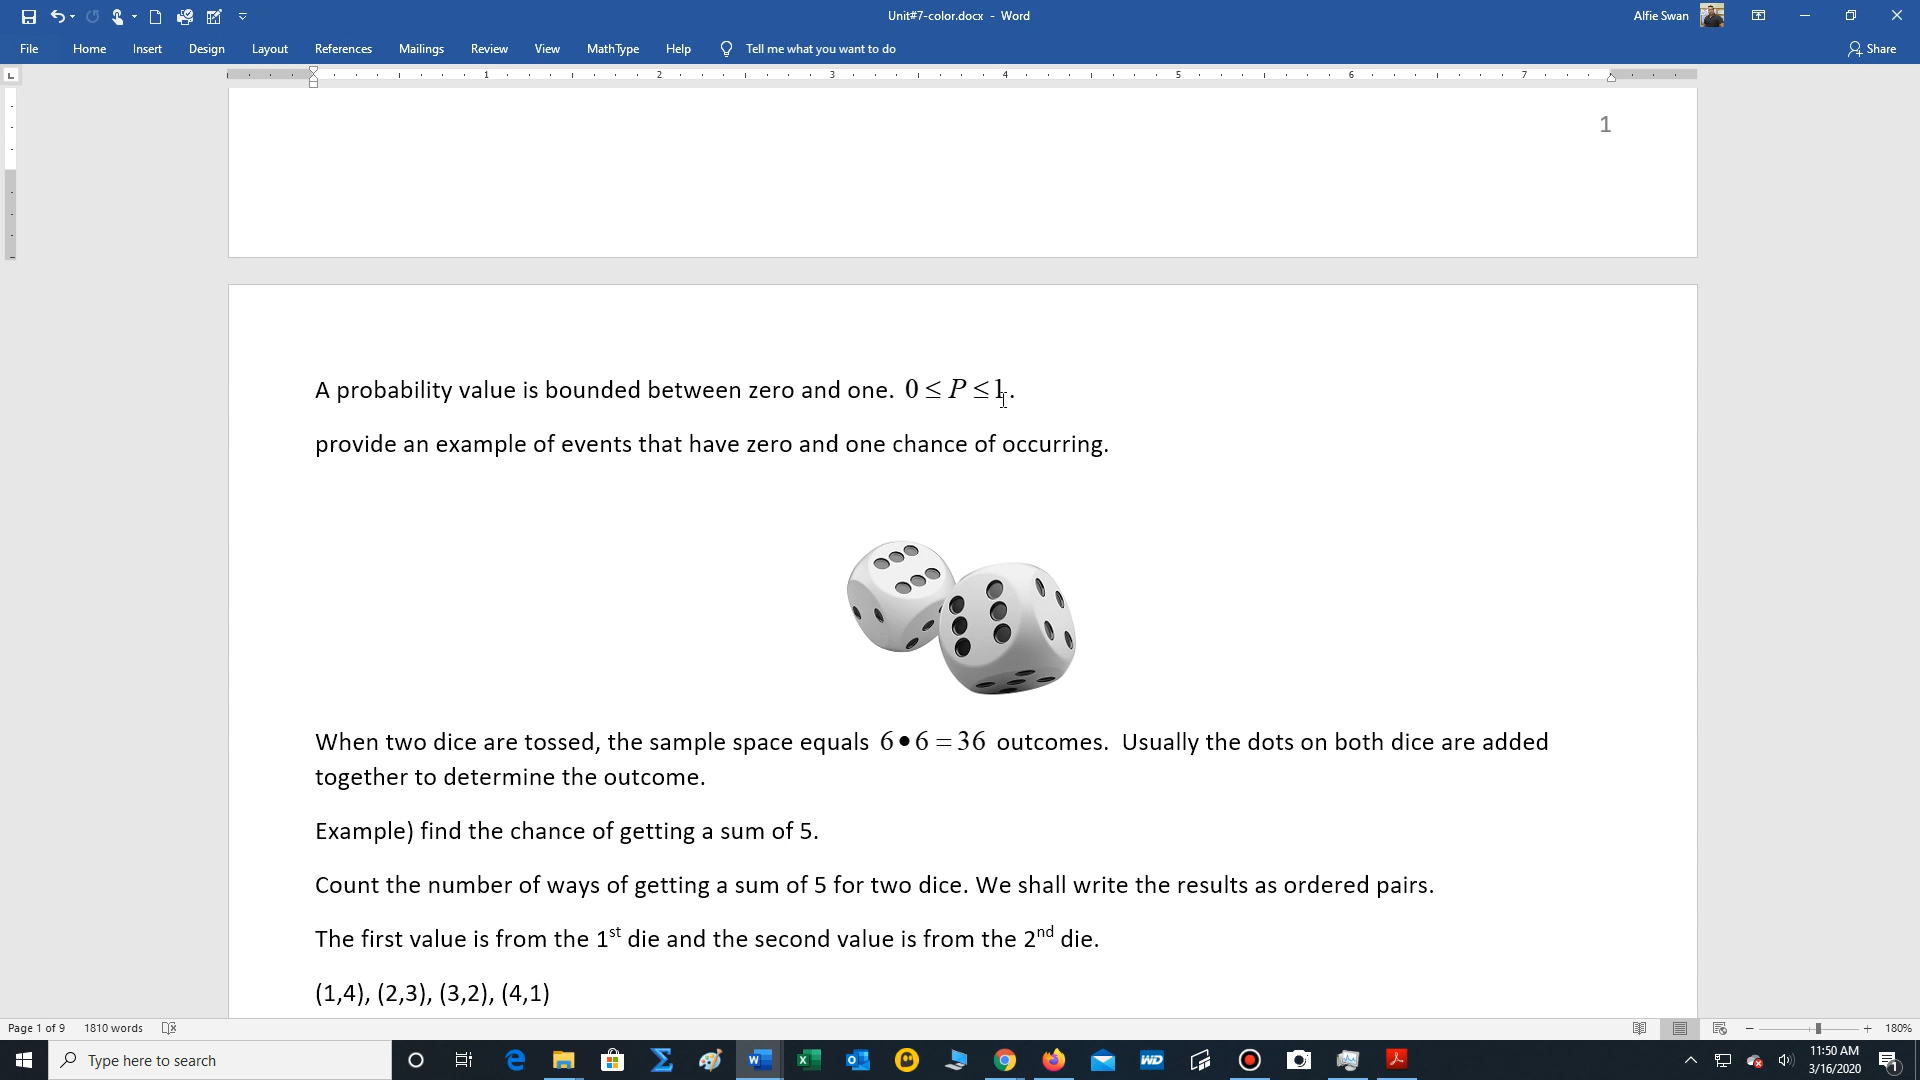 Unit#7-color.docx - Word
Alfie Swan
File Home Insert Design Layout References Mailings Review View MathType Help Tell me what you want to do Share
1 2 3 4 5 6 7
1
A probability value is bounded between zero and one. 0 ≤ P ≤ 1.
provide an example of events that have zero and one chance of occurring.
When two dice are tossed, the sample space equals 6 • 6 = 36 outcomes. Usually the dots on both dice are added
together to determine the outcome.
Example) find the chance of getting a sum of 5.
Count the number of ways of getting a sum of 5 for two dice. We shall write the results as ordered pairs.
The first value is from the 1st die and the second value is from the 2nd die.
(1,4), (2,3), (3,2), (4,1)
Page 1 of 9 1810 words 180%
Type here to search
11:50 AM
3/16/2020